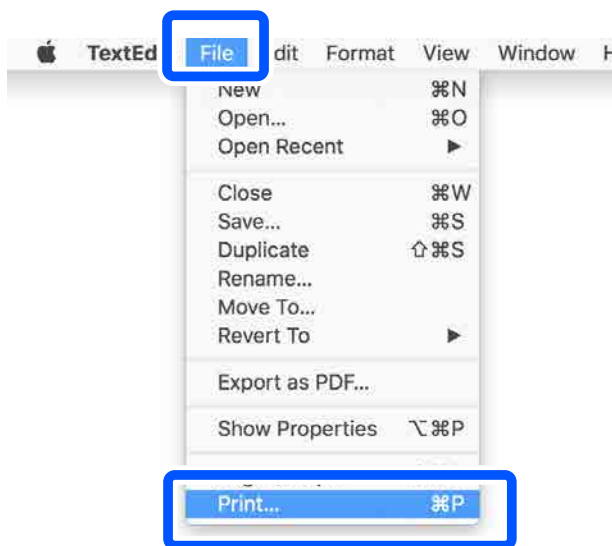 TextEd File dit Format View Window H
New ⌘N
Open... ⌘O
Open Recent ▶
Close ⌘W
Save... ⌘S
Duplicate ⇧⌘S
Rename...
Move To...
Revert To ▶
Export as PDF...
Show Properties ⌥⌘P
Print... ⌘P